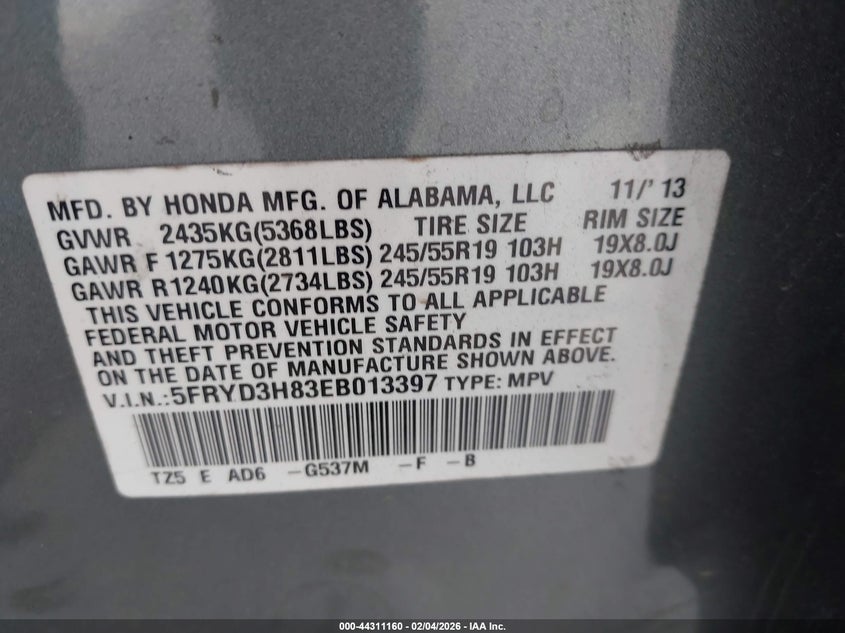 MFD. BY HONDA MFG. OF ALABAMA, LLC 11/' 13
GVWR 2435KG(5368LBS) TIRE SIZE RIM SIZE
GAWR F 1275KG(2811LBS) 245/55R19 103H 19X8.0J
GAWR R1240KG(2734LBS) 245/55R19 103H 19X8.0J
THIS VEHICLE CONFORMS TO ALL APPLICABLE
FEDERAL MOTOR VEHICLE SAFETY
AND THEFT PREVENTION STANDARDS IN EFFECT
ON THE DATE OF MANUFACTURE SHOWN ABOVE.
V.I.N.:5FRYD3H83EB013397 TYPE: MPV
TZ5 E AD6 -G537M -F -B
000-44311160 - 02/04/2026 - IAA Inc.